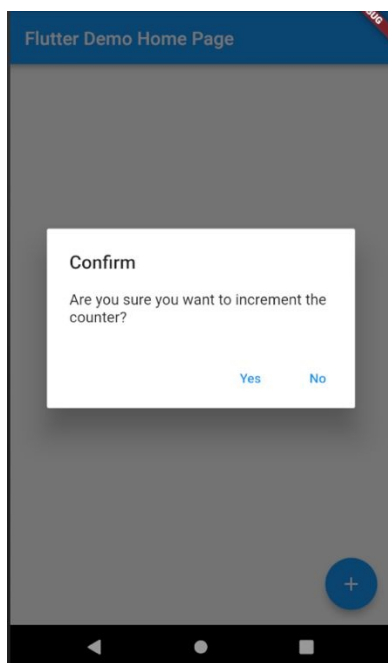 Flutter Demo Home Page
Confirm
Are you sure you want to increment the
counter?
Yes No